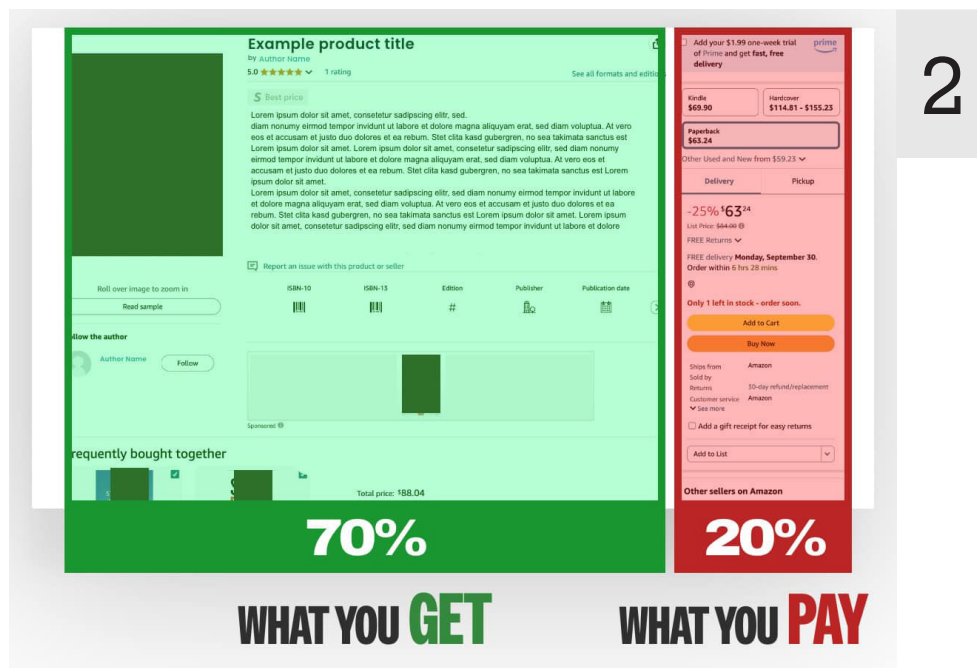 2
Example product title
by Author Name
5.0 1 rating
See all formats and editio
Best price
Lorem ipsum dolor sit amet, consetetur sadipscing elitr, sed.
diam nonumy eirmod tempor invidunt ut labore et dolore magna aliquyam erat, sed diam voluptua. At vero
eos et accusam et justo duo dolores et ea rebum. Stet clita kasd gubergren, no sea takimata sanctus est
Lorem ipsum dolor sit amet. Lorem ipsum dolor sit amet, consetetur sadipscing elitr, sed diam nonumy
eirmod tempor invidunt ut labore et dolore magna aliquyam erat, sed diam voluptua. At vero eos et
accusam et justo duo dolores et ea rebum. Stet clita kasd gubergren, no sea takimata sanctus est Lorem
ipsum dolor sit amet.
Lorem ipsum dolor sit amet, consetetur sadipscing elitr, sed diam nonumy eirmod tempor invidunt ut labore
et dolore magna aliquyam erat, sed diam voluptua. At vero eos et accusam et justo duo dolores et ea
rebum. Stet clita kasd gubergren, no sea takimata sanctus est Lorem ipsum dolor sit amet. Lorem ipsum
dolor sit amet, consetetur sadipscing elitr, sed diam nonumy eirmod tempor invidunt ut labore et dolore
Report an issue with this product or seller
Roll over image to zoom in
Read sample
ollow the author
Author Name
Follow
ISBN-10 ISBN-13 Edition Publisher Publication date
#
Sponsored
requently bought together
Total price: $88.04
70%
WHAT YOU GET
Add your $1.99 one-week trial
of Prime and get fast, free
delivery
prime
Kindle
$69.90
Hardcover
$114.81 - $155.23
Paperback
$63.24
Other Used and New from $59.23
Delivery Pickup
-25% $63 24
List Price: $84.00
FREE Returns
FREE delivery Monday, September 30.
Order within 6 hrs 28
mins
Only 1 left in stock - order soon.
Add to Cart
Buy Now
Ships from Amazon
Sold by
Returns 30-day refund/replacement
Customer service Amazon
See more
Add a gift receipt for easy returns
Add to List
Other sellers on Amazon
20%
WHAT YOU PAY